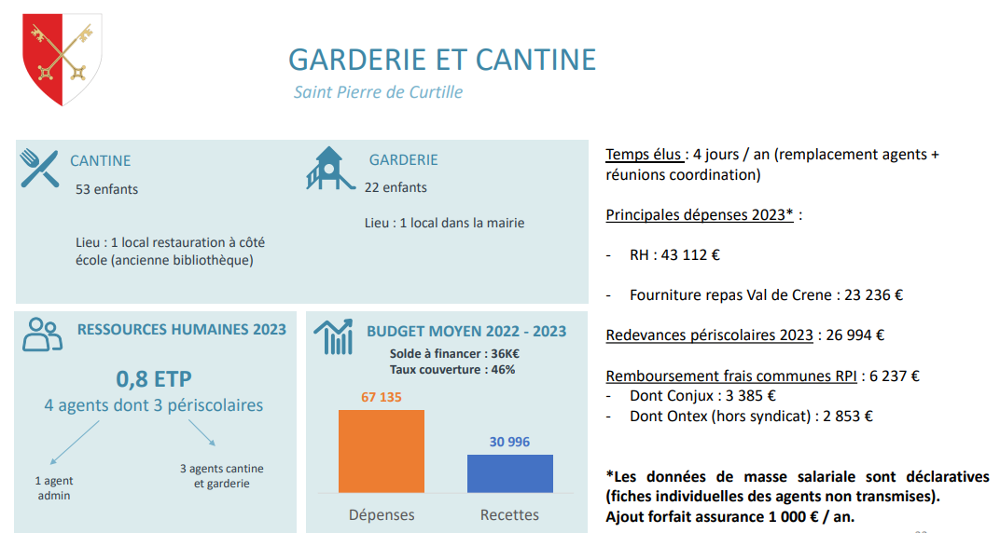 GARDERIE ET CANTINE
Saint Pierre de Curtille
CANTINE
53 enfants
Lieu : 1 local restauration à côté
école (ancienne bibliothèque)
GARDERIE
22 enfants
Lieu : 1 local dans la mairie
RESSOURCES HUMAINES 2023
0,8 ETP
4 agents dont 3 périscolaires
1 agent
admin
3 agents cantine
et garderie
BUDGET MOYEN 2022 - 2023
Solde à financer : 36K€
Taux couverture : 46%
67 135
30 996
Dépenses
Recettes
Temps élus : 4 jours / an (remplacement agents +
réunions coordination)
Principales dépenses 2023* :
- RH : 43 112 €
- Fourniture repas Val de Crene : 23 236 €
Redevances périscolaires 2023 : 26 994 €
Remboursement frais communes RPI : 6 237 €
- Dont Conjux : 3 385 €
- Dont Ontex (hors syndicat) : 2 853 €
*Les données de masse salariale sont déclaratives
(fiches individuelles des agents non transmises).
Ajout forfait assurance 1 000 € / an.